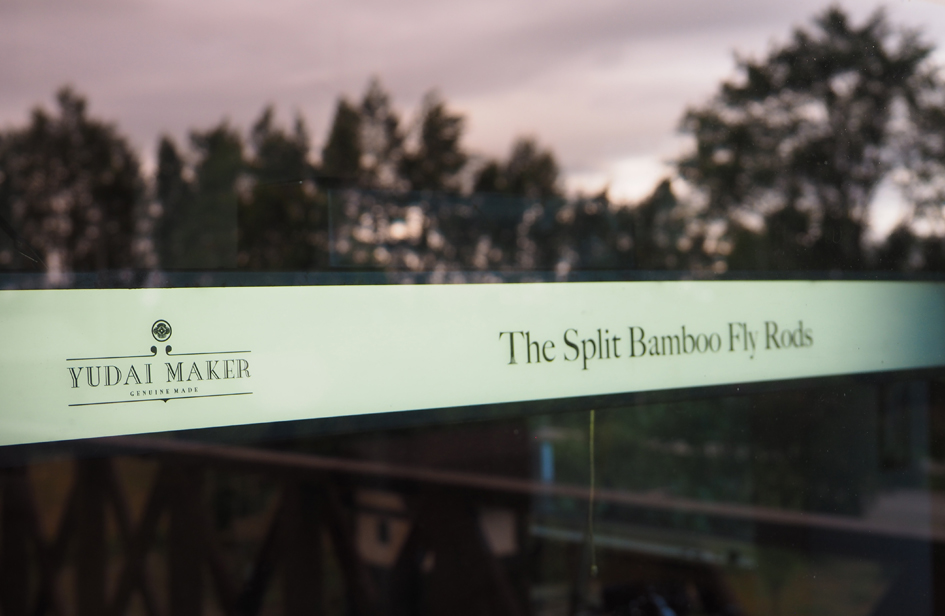 YUDAI MAKER
GENUINE MADE
The Split Bamboo Fly Rods